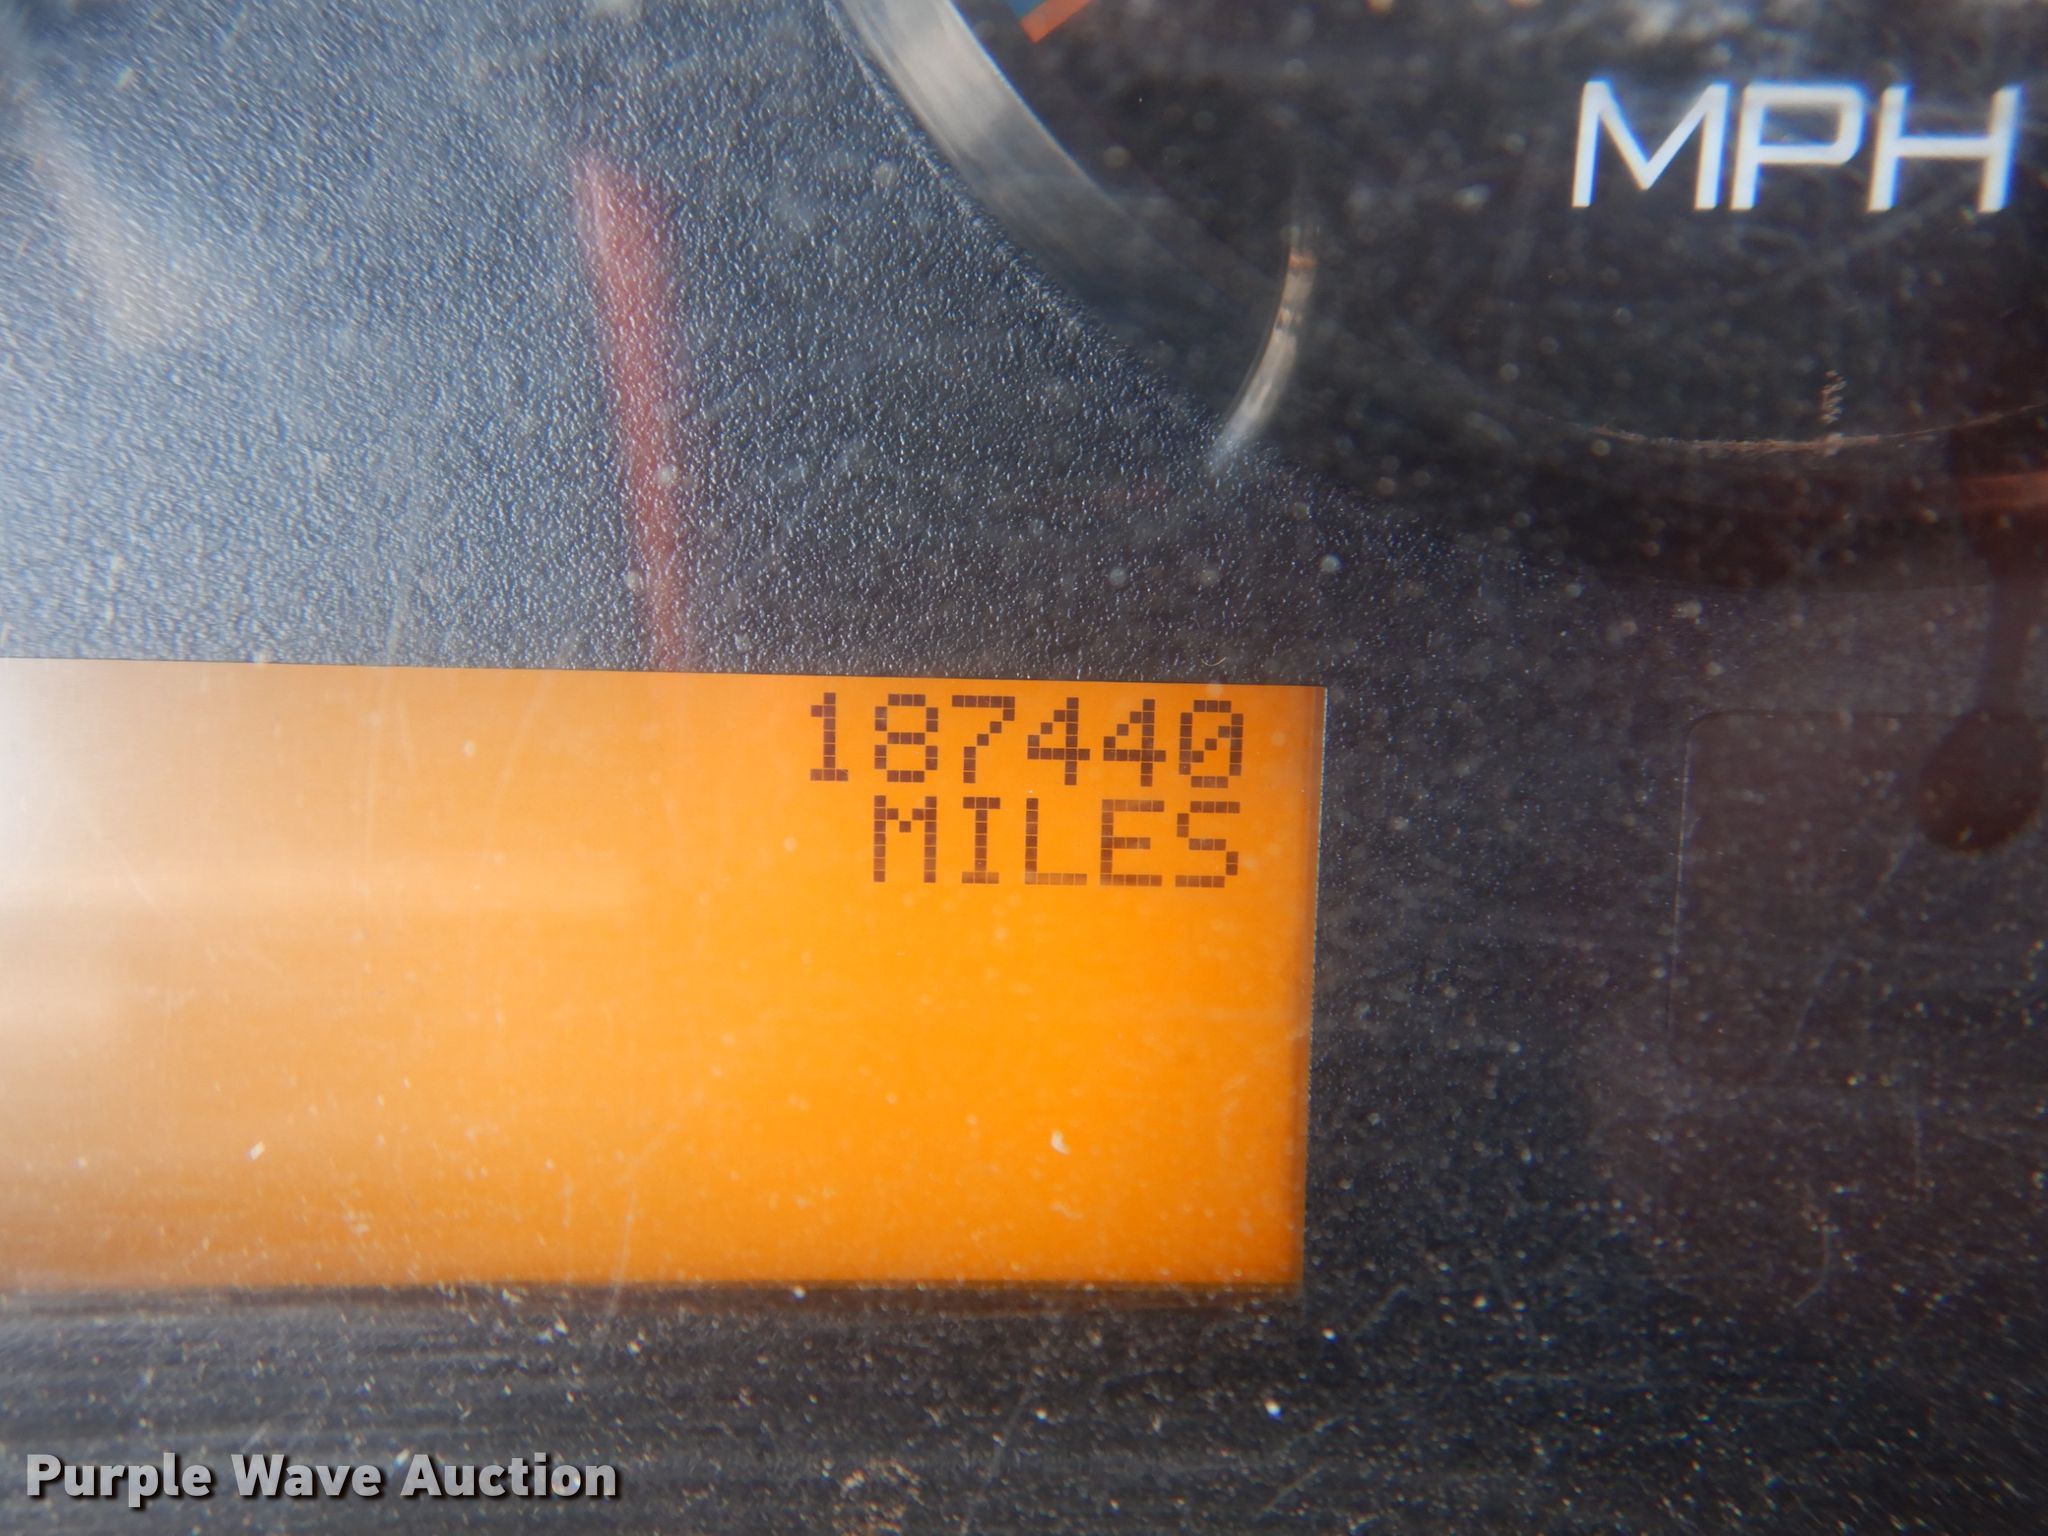 MPH
187440
MILES
Purple Wave Auction